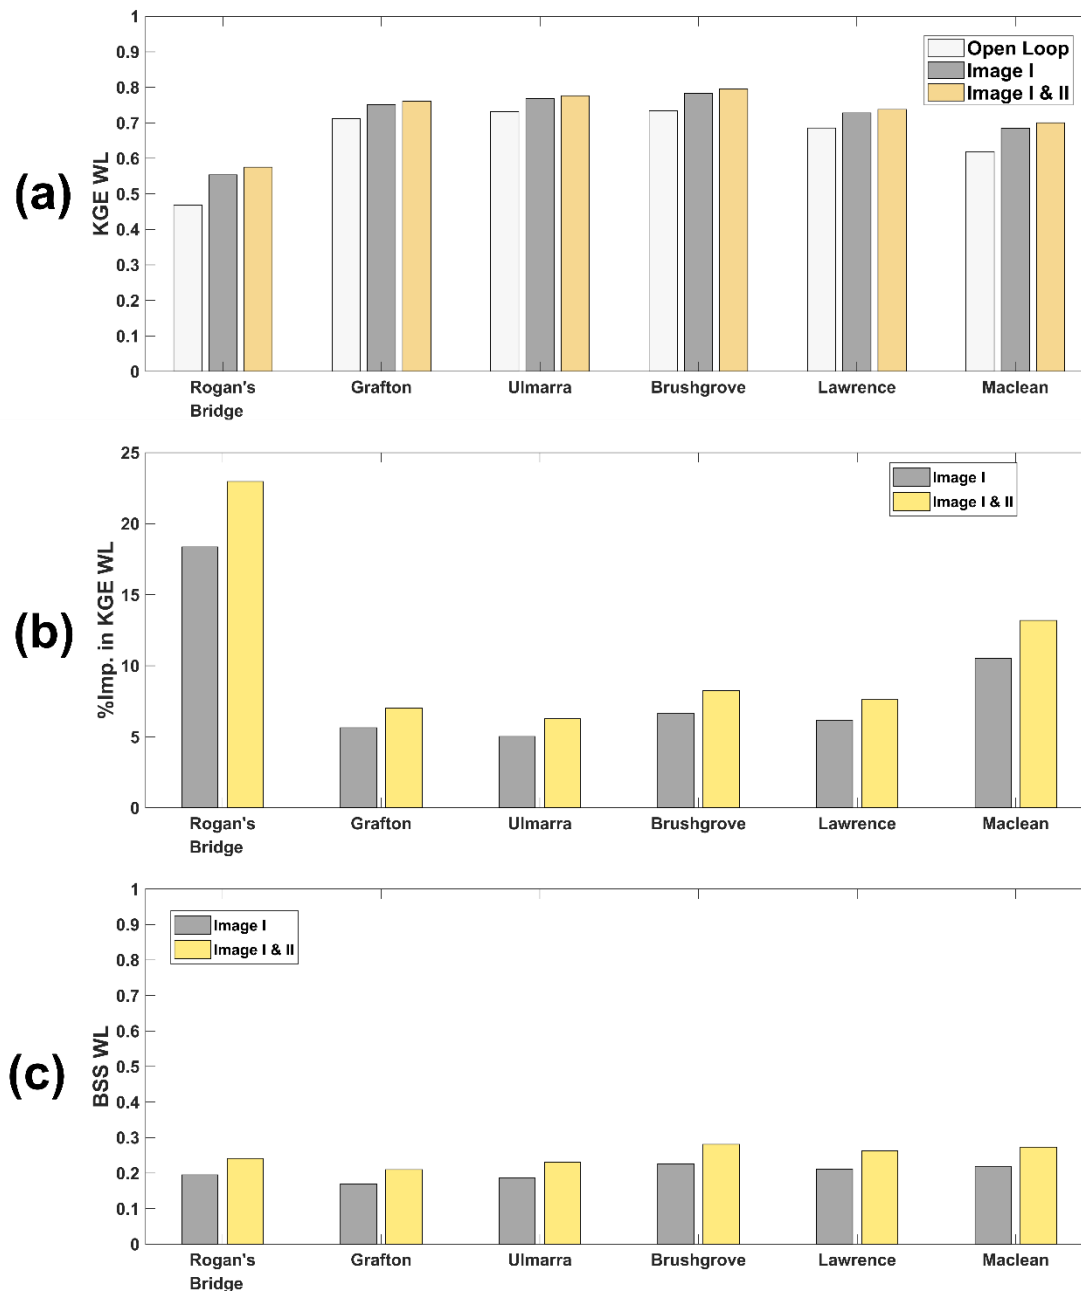 (a)
KGE WL
1
0.9
0.8
0.7
0.6
0.5
0.4
0.3
0.2
0.1
0
Open Loop
Image I
Image I & II
Rogan's
Bridge
Grafton
Ulmarra
Brushgrove
Lawrence
Maclean
(b)
%Imp. in KGE WL
25
20
15
10
5
0
Image I
Image I & II
Rogan's
Bridge
Grafton
Ulmarra
Brushgrove
Lawrence
Maclean
(c)
BSS WL
1
0.9
0.8
0.7
0.6
0.5
0.4
0.3
0.2
0.1
0
Image I
Image I & II
Rogan's
Bridge
Grafton
Ulmarra
Brushgrove
Lawrence
Maclean